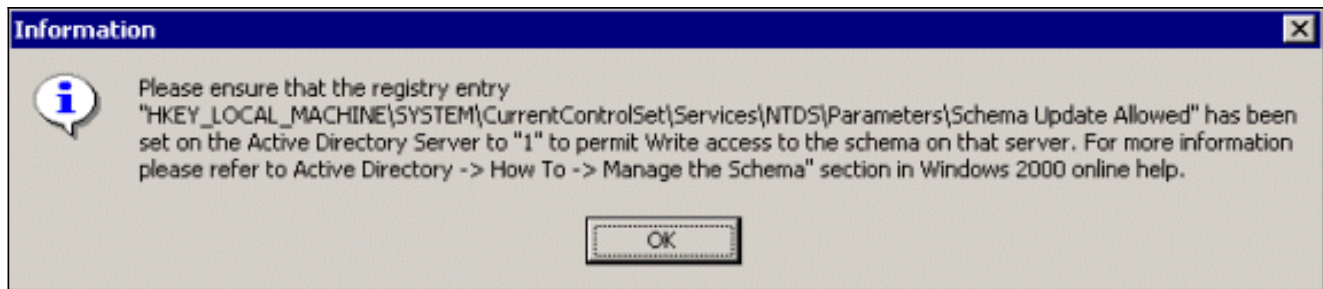 Information
Please ensure that the registry entry
"HKEY_LOCAL_MACHINE\SYSTEM\CurrentControlSet\Services\NTDS\Parameters\Schema Update Allowed" has been
set on the Active Directory Server to "1" to permit Write access to the schema on that server. For more information
please refer to Active Directory -> How To -> Manage the Schema" section in Windows 2000 online help.
OK